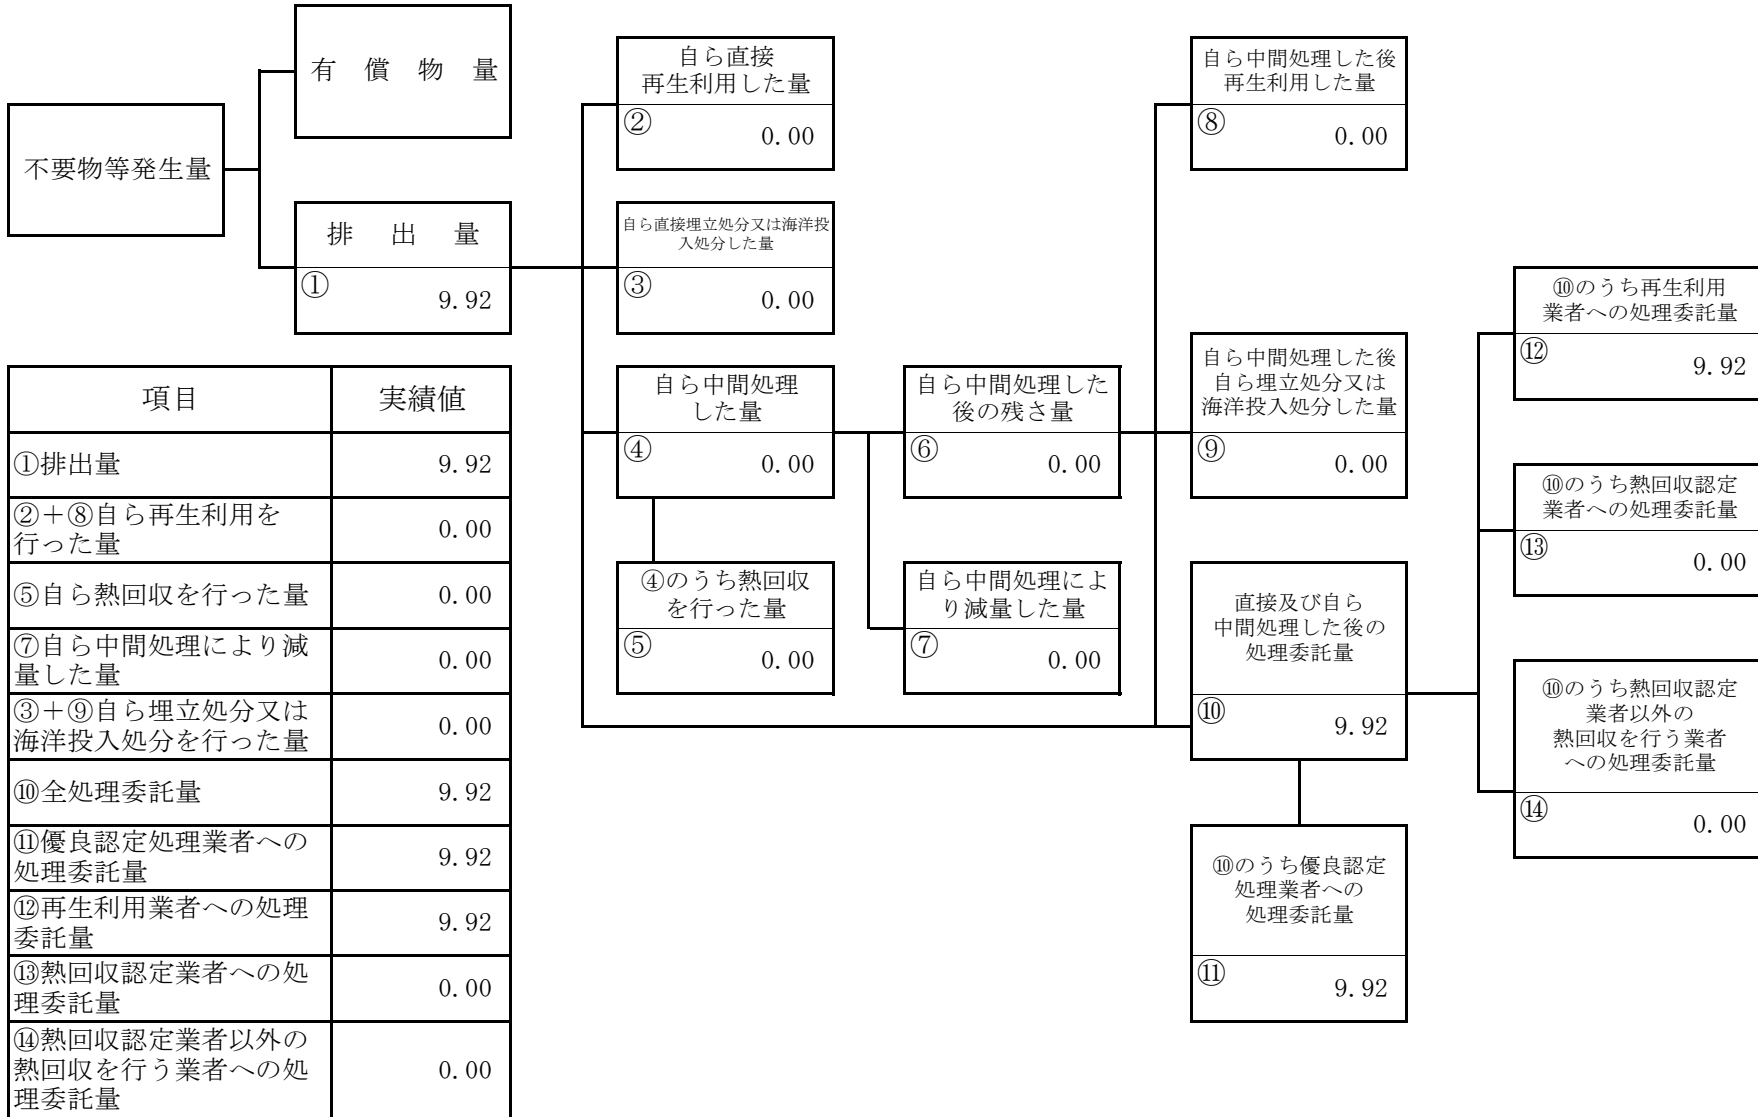 不要物等発生量
有 償 物 量
排 出 量
①
9.92
自ら直接
再生利用した量
②
0.00
自ら直接埋立処分又は海洋投
入処分した量
③
0.00
自ら中間処理
した量
④
0.00
④のうち熱回収
を行った量
⑤
0.00
自ら中間処理した
後の残さ量
⑥
0.00
自ら中間処理によ
り減量した量
⑦
0.00
自ら中間処理した後
再生利用した量
⑧
0.00
自ら中間処理した後
自ら埋立処分又は
海洋投入処分した量
⑨
0.00
直接及び自ら
中間処理した後の
処理委託量
⑩
9.92
⑩のうち優良認定
処理業者への
処理委託量
⑪
9.92
⑩のうち再生利用
業者への処理委託量
⑫
9.92
⑩のうち熱回収認定
業者への処理委託量
⑬
0.00
⑩のうち熱回収認定
業者以外の
熱回収を行う業者
への処理委託量
⑭
0.00
項目 実績値
①排出量 9.92
②＋⑧自ら再生利用を
行った量 0.00
⑤自ら熱回収を行った量 0.00
⑦自ら中間処理により減
量した量 0.00
③＋⑨自ら埋立処分又は
海洋投入処分を行った量 0.00
⑩全処理委託量 9.92
⑪優良認定処理業者への
処理委託量 9.92
⑫再生利用業者への処理
委託量 9.92
⑬熱回収認定業者への処
理委託量 0.00
⑭熱回収認定業者以外の
熱回収を行う業者への処
理委託量 0.00